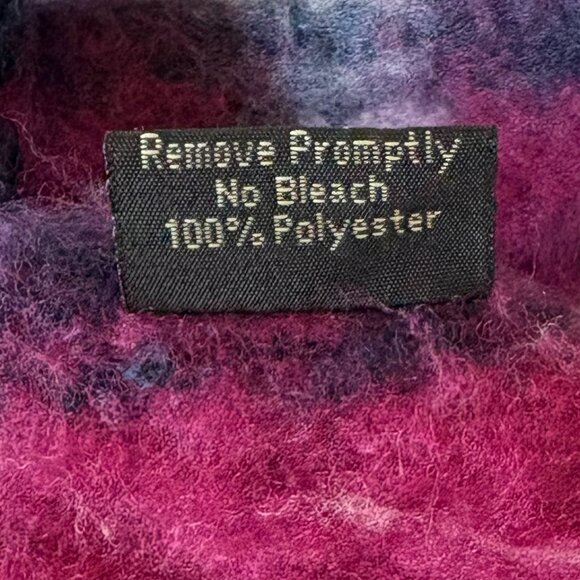 Remove Promptly
No Bleach
100% Polyester